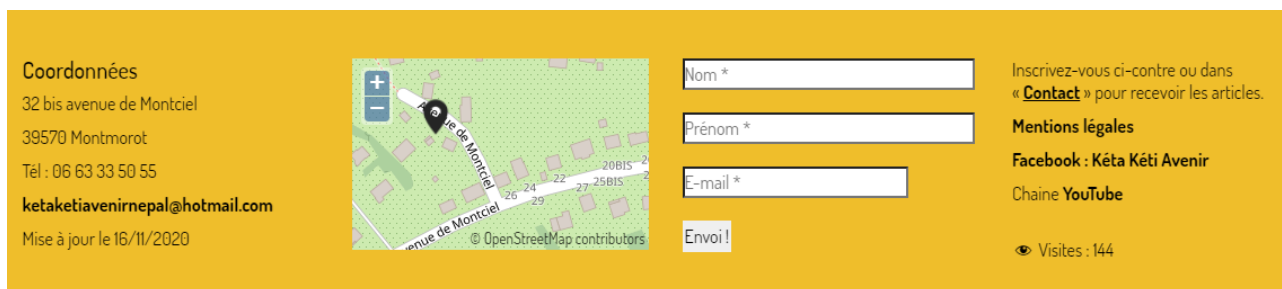 Coordonnées
32 bis avenue de Montciel
39570 Montmorot
Tél : 06 63 33 50 55
ketaketiavenirnepal@hotmail.com
Mise à jour le 16/11/2020
+
−
Avenue de Montciel
20BIS
22
24
26
25BIS
27
29
Avenue de Montciel
© OpenStreetMap contributors
Nom *
Prénom *
E-mail *
Envoi !
Inscrivez-vous ci-contre ou dans
« Contact » pour recevoir les articles.
Mentions légales
Facebook : Kéta Kéti Avenir
Chaine YouTube
Visites : 144